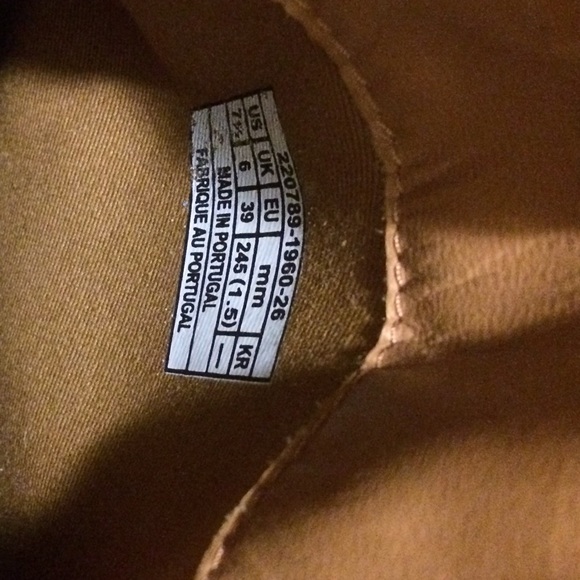 220789-1960-26
US UK EU mm KR
7½ 6 39 245 (1.5) —
MADE IN PORTUGAL
FABRIQUE AU PORTUGAL